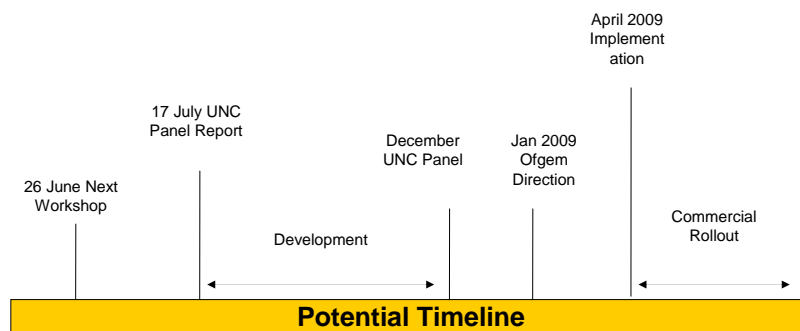 April 2009
Implement
ation
17 July UNC
Panel Report
December
UNC Panel
Jan 2009
Ofgem
Direction
26 June Next
Workshop
Development
Commercial
Rollout
Potential Timeline